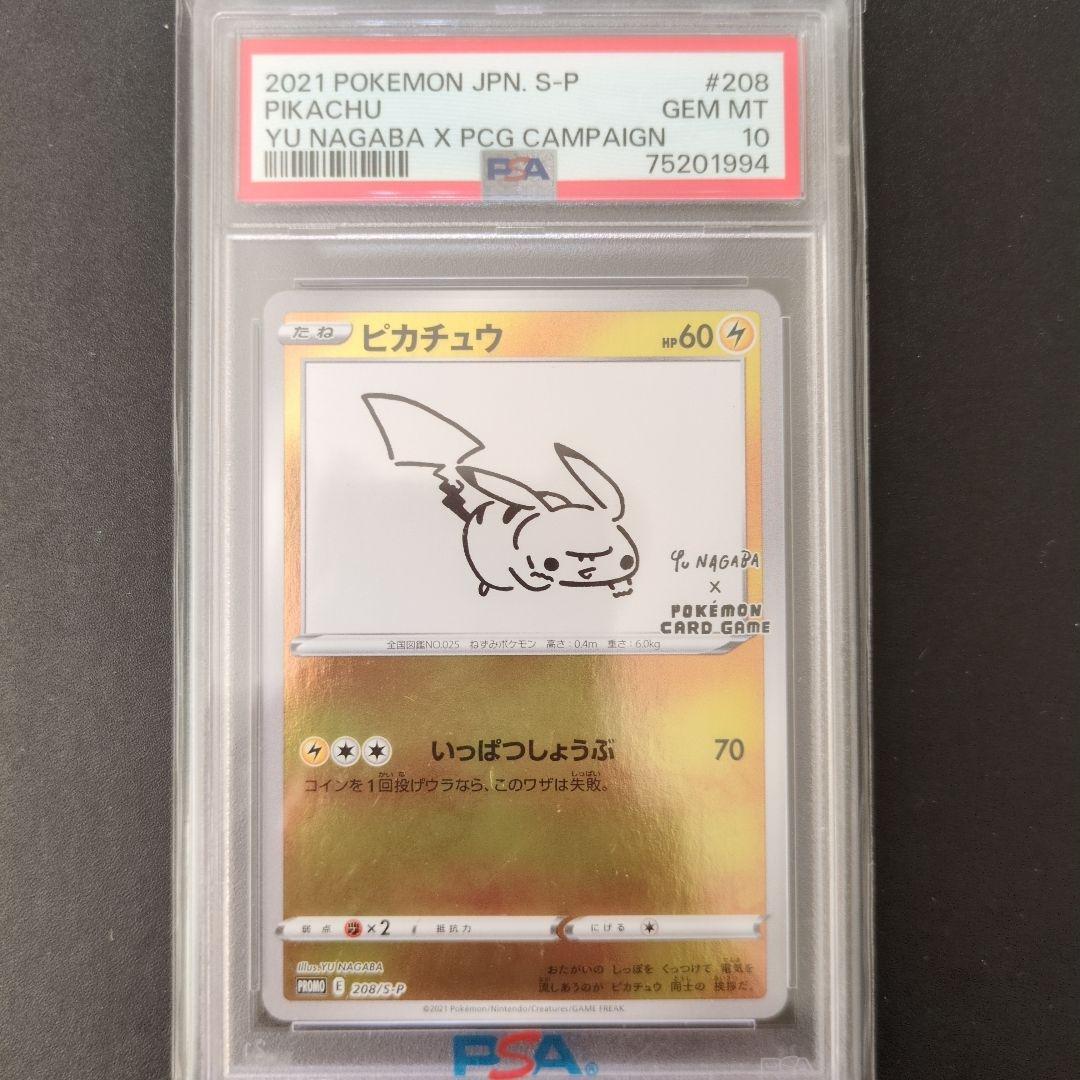 2021 POKEMON JPN. S-P #208
PIKACHU GEM MT
YU NAGABA X PCG CAMPAIGN 10
PSA 75201994
たね ピカチュウ HP60
Yu NAGABA
×
POKÉMON
CARD GAME
全国図鑑NO.025 ねずみポケモン 高さ:0.4m 重さ:6.0kg
いっぱつしょうぶ 70
コインを1回投げウラなら、このワザは失敗。
弱点 ×2 抵抗力 にげる
Illus. YU NAGABA
おたがいの しっぽを くっつけて 電気を
流しあうのが ピカチュウ 同士の 挨拶だ。
PROMO E 208/S-P
©2021 Pokémon/Nintendo/Creatures/GAME FREAK.
PSA®
PSA